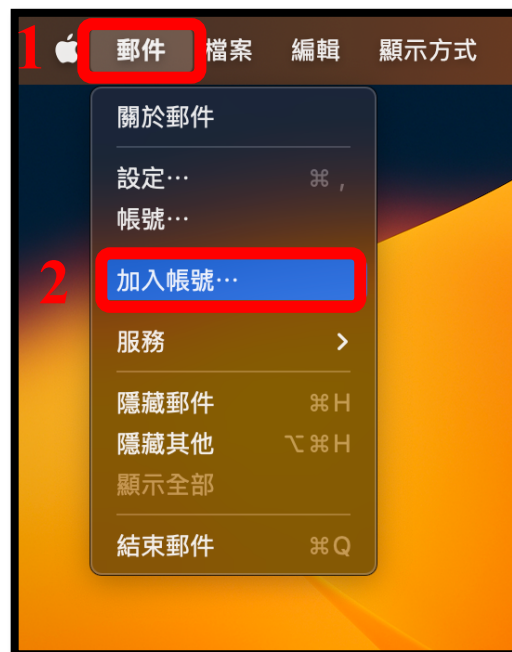 1 郵件 檔案 編輯 顯示方式
關於郵件
設定… ⌘ ,
帳號…
2 加入帳號…
服務 >
隱藏郵件 ⌘H
隱藏其他 ⌥⌘H
顯示全部
結束郵件 ⌘Q